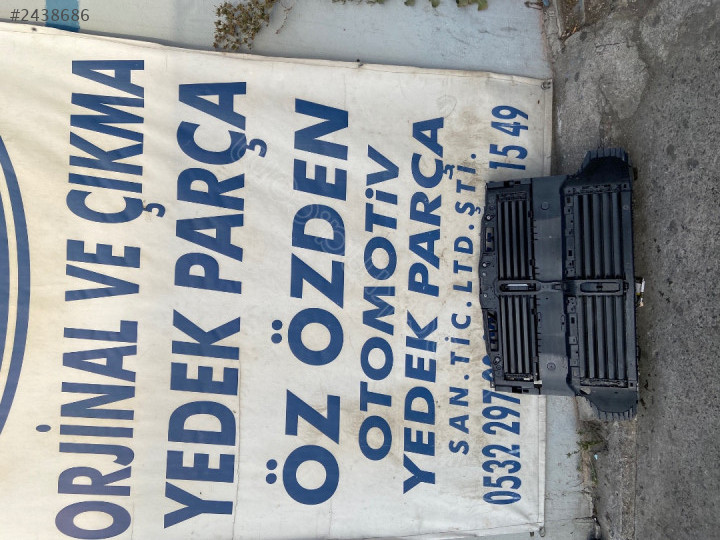 #2438686
ORJİNAL VE ÇIKMA
YEDEK PARÇA
ÖZ ÖZDEN
OTOMOTİV
YEDEK PARÇA
SAN.TİC.LTD.ŞTİ.
0532 297 15 49